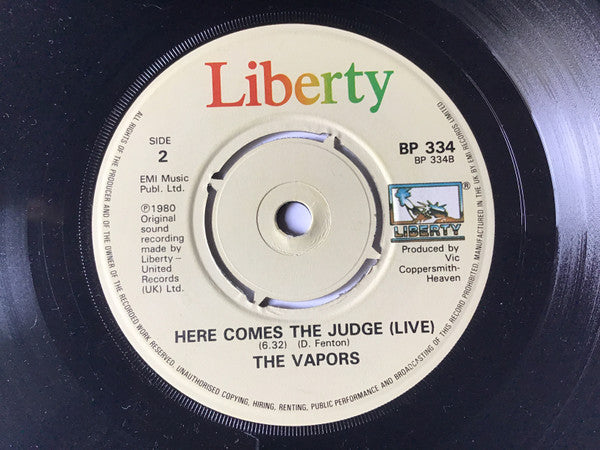 Liberty
SIDE
2
EMI Music
Publ. Ltd.
℗1980
Original
sound
recording
made by
Liberty –
United
Records
(UK) Ltd.
BP 334
BP 334B
®
LIBERTY
Produced by
Vic
Coppersmith-
Heaven
HERE COMES THE JUDGE (LIVE)
(6.32) (D. Fenton)
THE VAPORS
ALL RIGHTS OF THE PRODUCER AND OF THE OWNER OF THE RECORDED WORK RESERVED. UNAUTHORISED COPYING, HIRING, RENTING, PUBLIC PERFORMANCE AND BROADCASTING OF THIS RECORD PROHIBITED. MANUFACTURED IN THE UK BY EMI RECORDS LIMITED